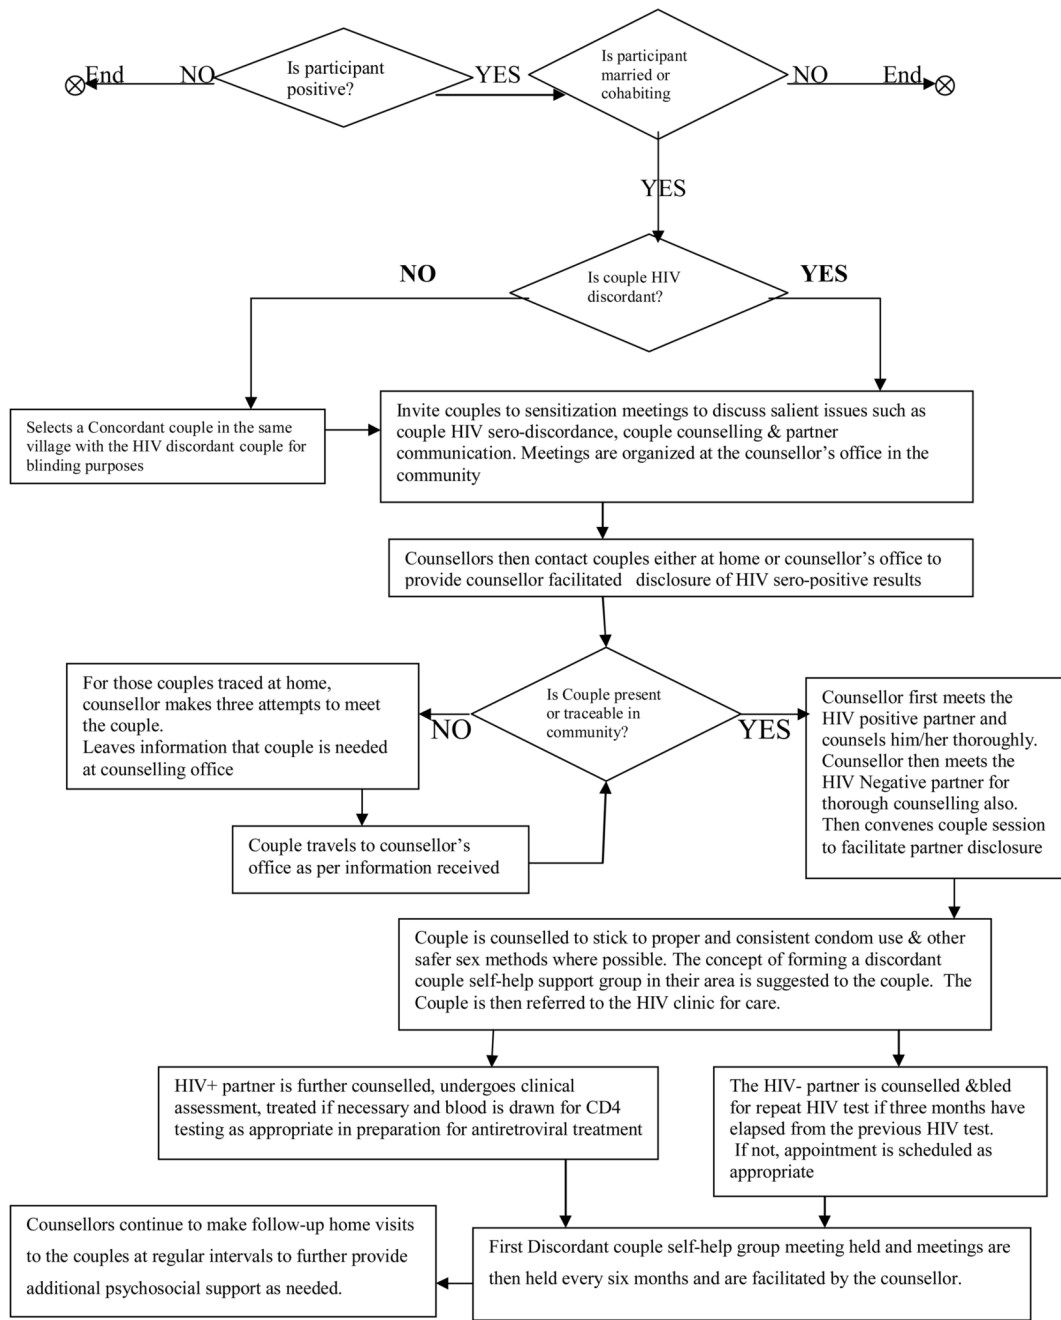 Is participant
positive?
End
NO
YES
Is participant
married or
cohabiting
NO
End
YES
Is couple HIV
discordant?
NO
YES
Selects a Concordant couple in the same
village with the HIV discordant couple for
blinding purposes
Invite couples to sensitization meetings to discuss salient issues such as
couple HIV sero-discordance, couple counselling & partner
communication. Meetings are organized at the counsellor’s office in the
community
Counsellors then contact couples either at home or counsellor’s office to
provide counsellor facilitated disclosure of HIV sero-positive results
Is Couple present
or traceable in
community?
NO
YES
For those couples traced at home,
counsellor makes three attempts to meet
the couple.
Leaves information that couple is needed
at counselling office
Couple travels to counsellor’s
office as per information received
Counsellor first meets the
HIV positive partner and
counsels him/her thoroughly.
Counsellor then meets the
HIV Negative partner for
thorough counselling also.
Then convenes couple session
to facilitate partner disclosure
Couple is counselled to stick to proper and consistent condom use & other
safer sex methods where possible. The concept of forming a discordant
couple self-help support group in their area is suggested to the couple. The
Couple is then referred to the HIV clinic for care.
HIV+ partner is further counselled, undergoes clinical
assessment, treated if necessary and blood is drawn for CD4
testing as appropriate in preparation for antiretroviral treatment
The HIV- partner is counselled &bled
for repeat HIV test if three months have
elapsed from the previous HIV test.
If not, appointment is scheduled as
appropriate
Counsellors continue to make follow-up home visits
to the couples at regular intervals to further provide
additional psychosocial support as needed.
First Discordant couple self-help group meeting held and meetings are
then held every six months and are facilitated by the counsellor.